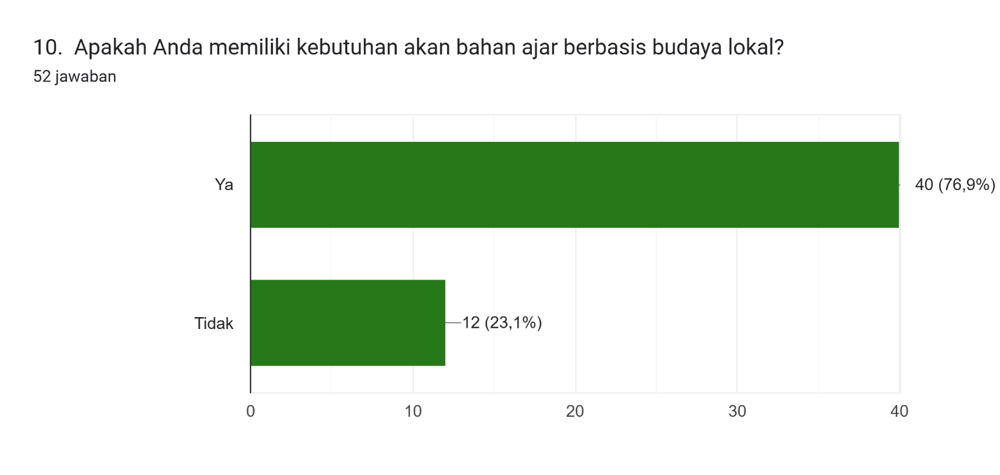 10. Apakah Anda memiliki kebutuhan akan bahan ajar berbasis budaya lokal?
52 jawaban
Ya
40 (76,9%)
Tidak
12 (23,1%)
0 10 20 30 40